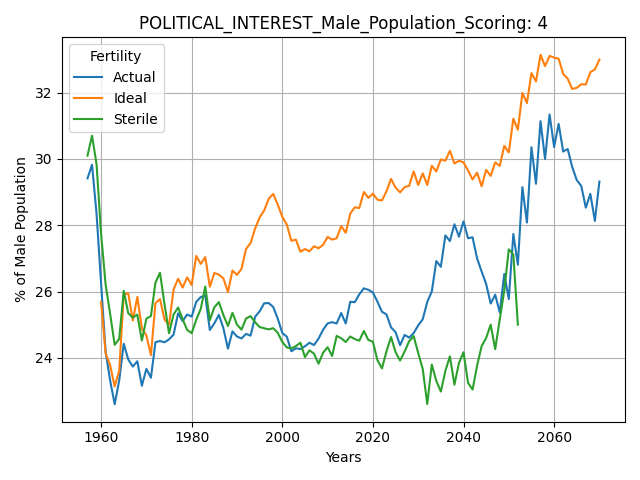 POLITICAL_INTEREST_Male_Population_Scoring: 4
Fertility
Actual
Ideal
Sterile
% of Male Population
32
30
28
26
24
1960
1980
2000
2020
2040
2060
Years